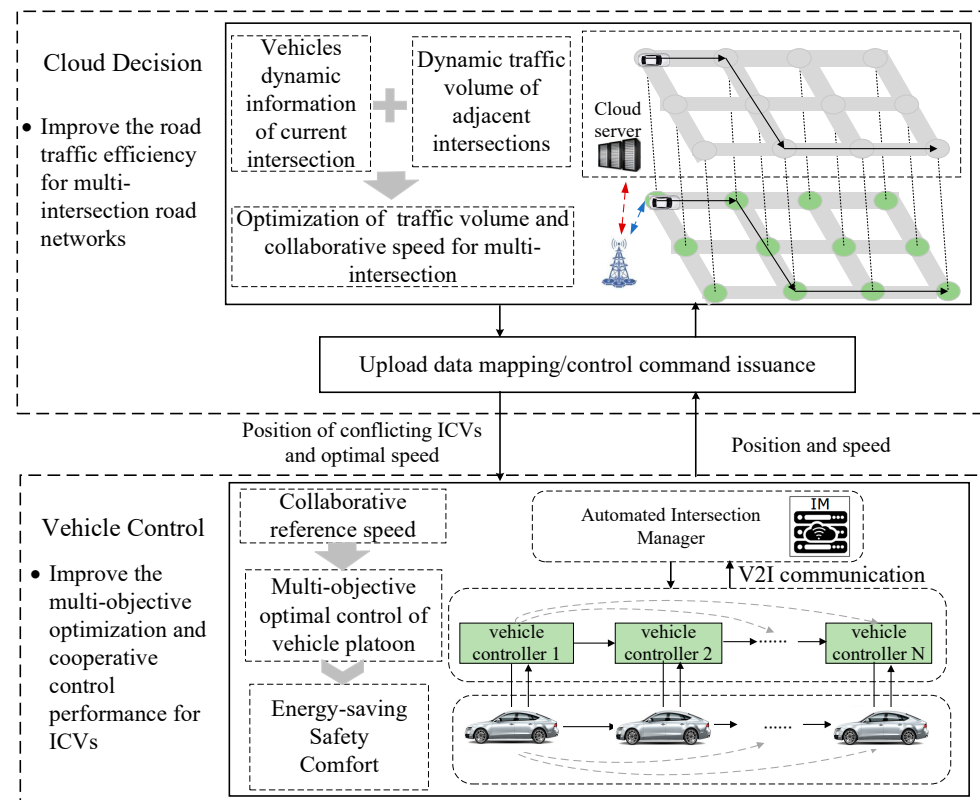 Cloud Decision
• Improve the road
traffic efficiency
for multi-
intersection road
networks
Vehicles
dynamic
information
of current
intersection
Dynamic traffic
volume of
adjacent
intersections
Optimization of traffic volume and
collaborative speed for multi-
intersection
Cloud
server
Upload data mapping/control command issuance
Position of conflicting ICVs
and optimal speed
Position and speed
Vehicle Control
• Improve the
multi-objective
optimization and
cooperative
control
performance for
ICVs
Collaborative
reference speed
Multi-objective
optimal control of
vehicle platoon
Energy-saving
Safety
Comfort
Automated Intersection
Manager
IM
V2I communication
vehicle
controller 1
vehicle
controller 2
......
vehicle
controller N
......